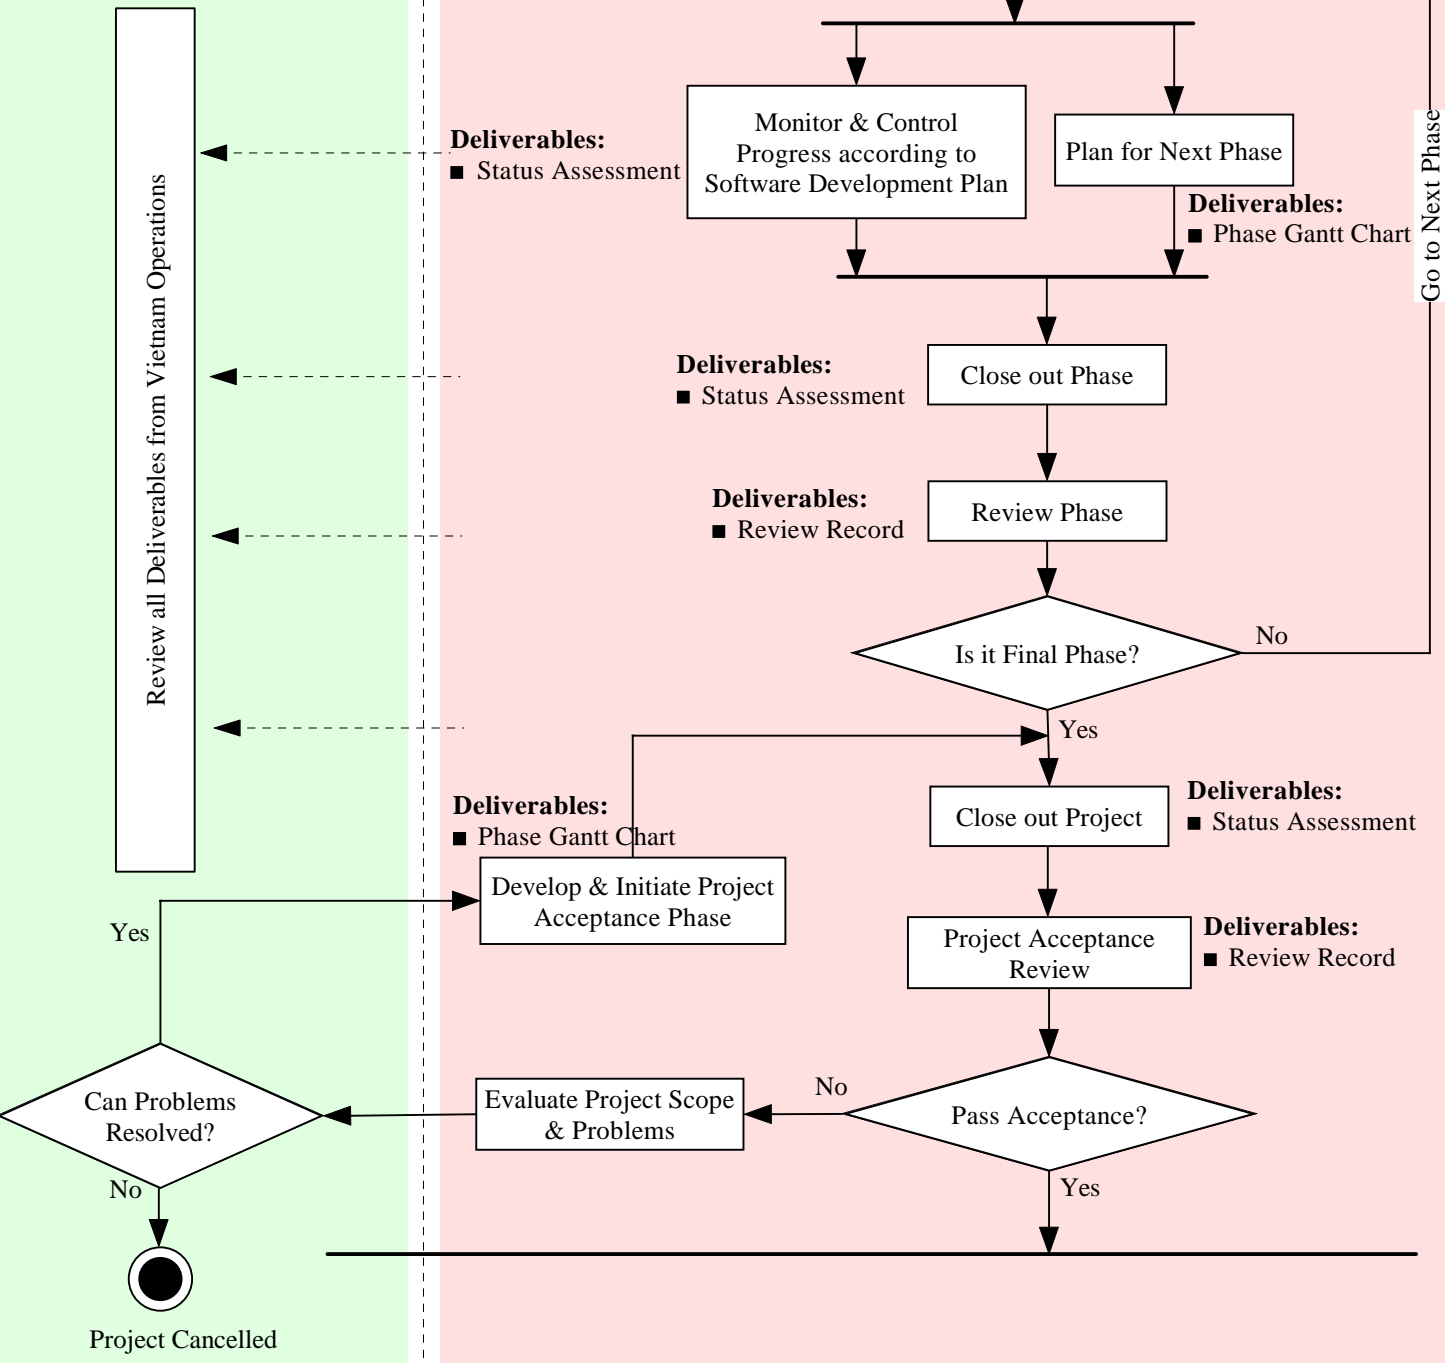 Review all Deliverables from Vietnam Operations
Deliverables:
■ Status Assessment
Monitor & Control
Progress according to
Software Development Plan
Plan for Next Phase
Deliverables:
■ Phase Gantt Chart
Go to Next Phase
Deliverables:
■ Status Assessment
Close out Phase
Deliverables:
■ Review Record
Review Phase
Is it Final Phase?
No
Yes
Deliverables:
■ Phase Gantt Chart
Develop & Initiate Project
Acceptance Phase
Close out Project
Deliverables:
■ Status Assessment
Project Acceptance
Review
Deliverables:
■ Review Record
Yes
Can Problems
Resolved?
Evaluate Project Scope
& Problems
No
Pass Acceptance?
No
Yes
Project Cancelled